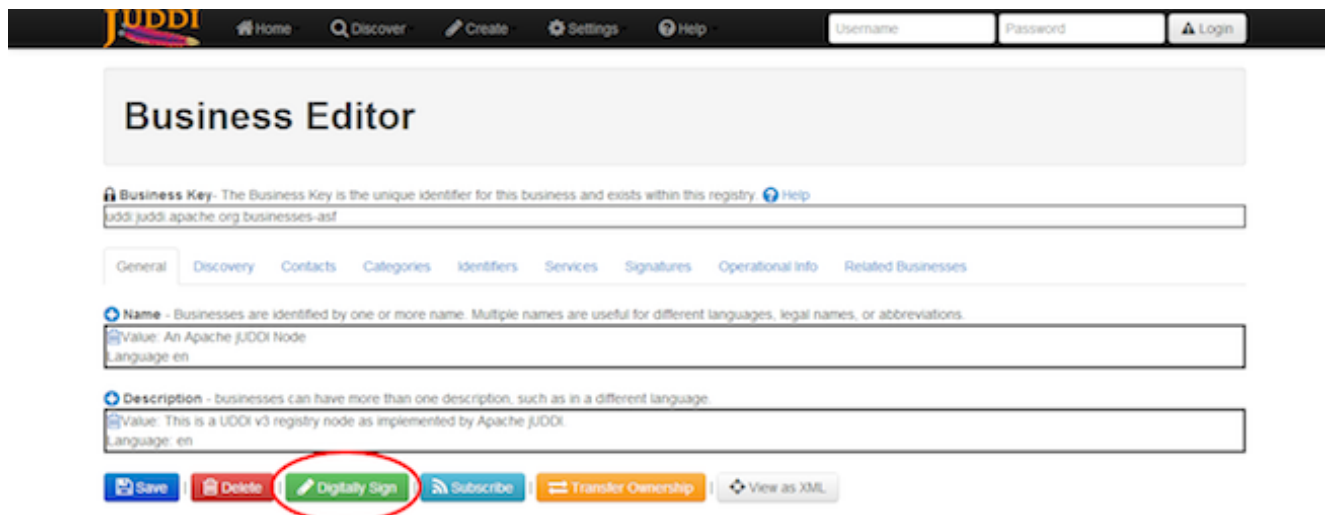 jUDDI Home Discover Create Settings Help Username Password Login
Business Editor
Business Key- The Business Key is the unique identifier for this business and exists within this registry. Help
uddi:juddi.apache.org:businesses-asf
General Discovery Contacts Categories Identifiers Services Signatures Operational Info Related Businesses
Name - Businesses are identified by one or more name. Multiple names are useful for different languages, legal names, or abbreviations.
Value: An Apache jUDDI Node
Language en
Description - businesses can have more than one description, such as in a different language.
Value: This is a UDDI v3 registry node as implemented by Apache jUDDI.
Language: en
Save | Delete | Digitally Sign | Subscribe | Transfer Ownership | View as XML